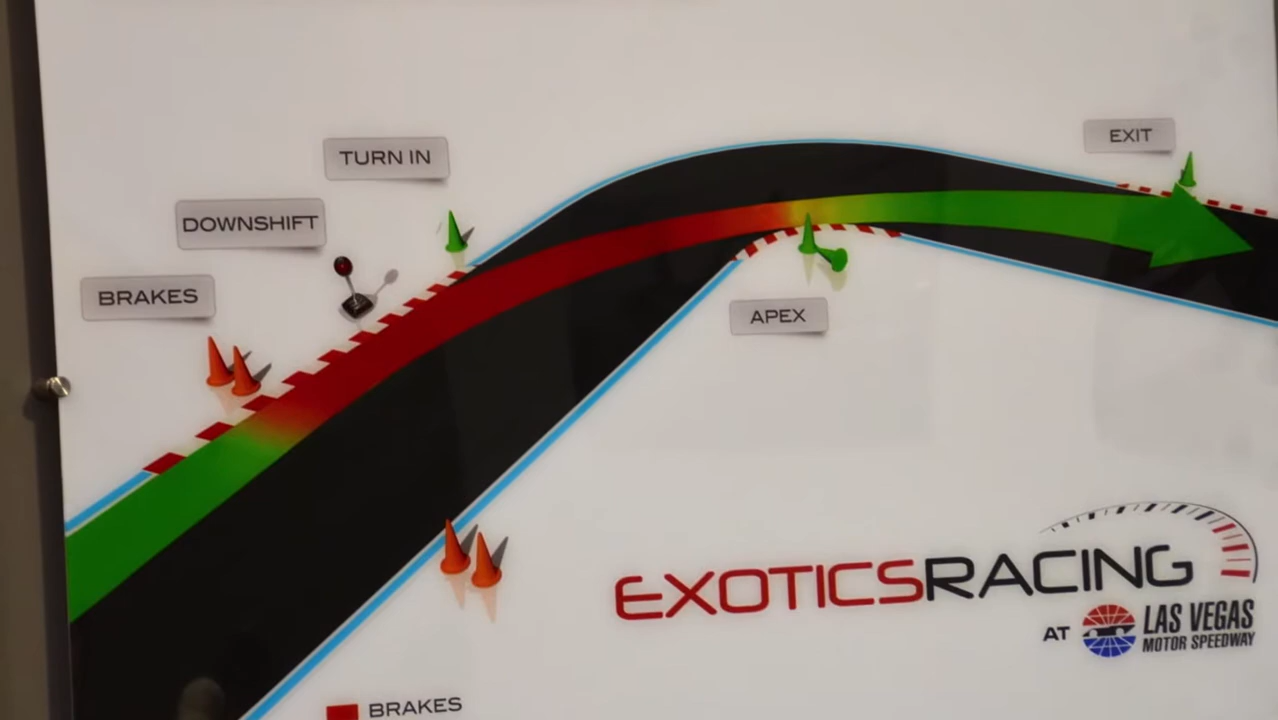 TURN IN
EXIT
DOWNSHIFT
BRAKES
APEX
EXOTICSRACING
AT LAS VEGAS
MOTOR SPEEDWAY
BRAKES